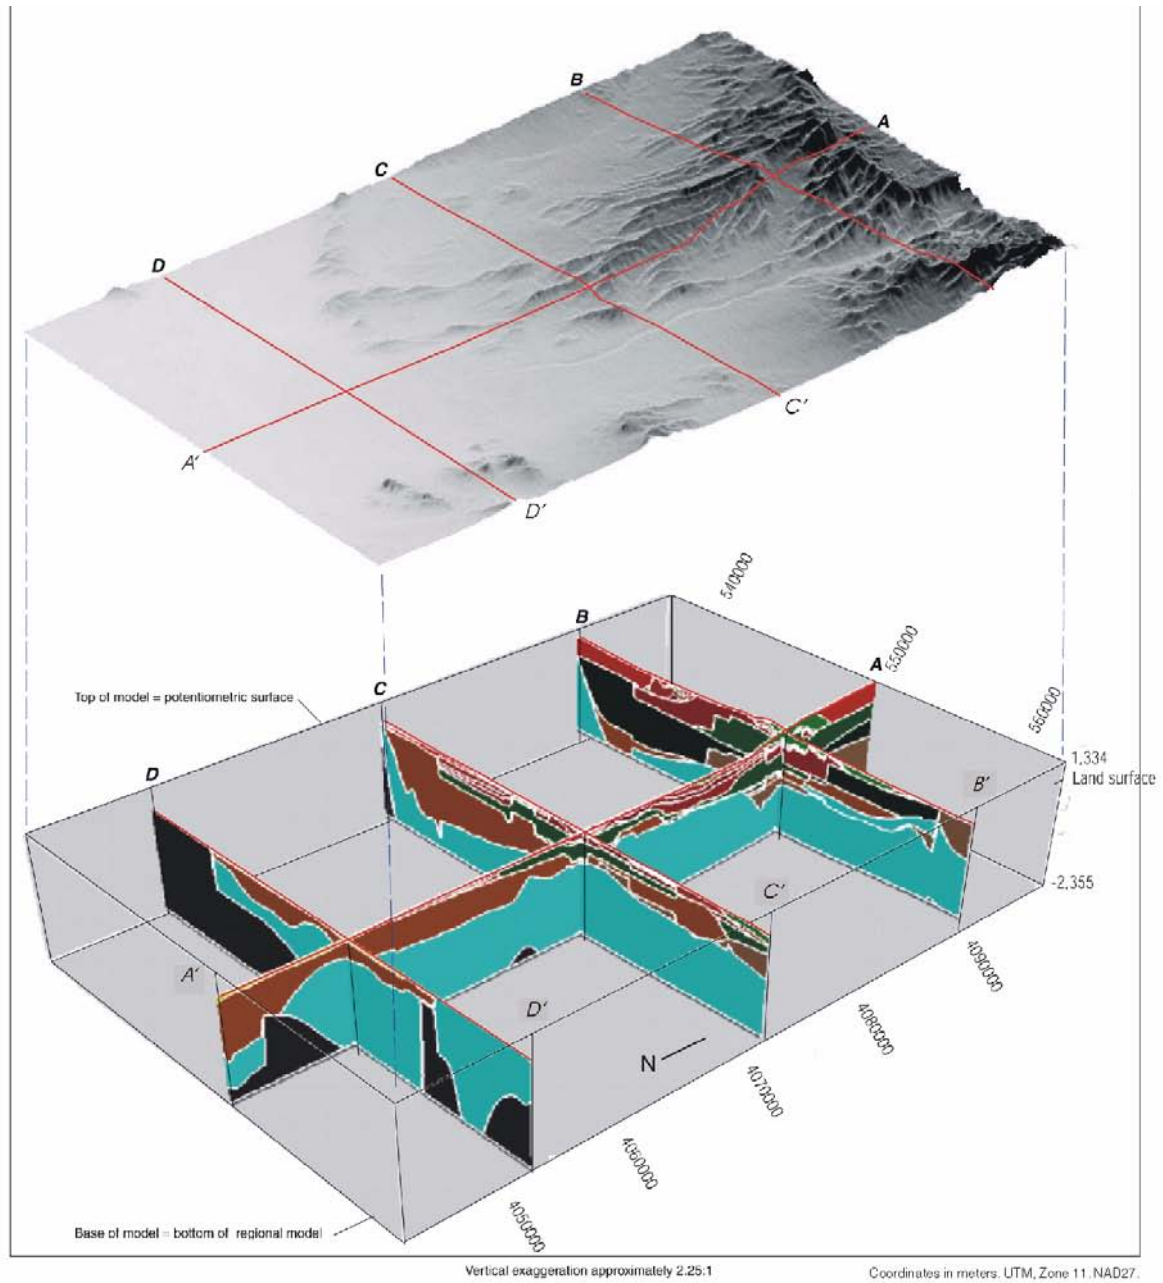 B
A
C
D
C'
A'
D'
540000
B
550000
A
Top of model = potentiometric surface
C
560000
1,334
Land surface
D
B'
-2,355
C'
A'
D'
4090000
4080000
N
4070000
4060000
4050000
Base of model = bottom of regional model
Vertical exaggeration approximately 2.25:1
Coordinates in meters. UTM, Zone 11. NAD27.